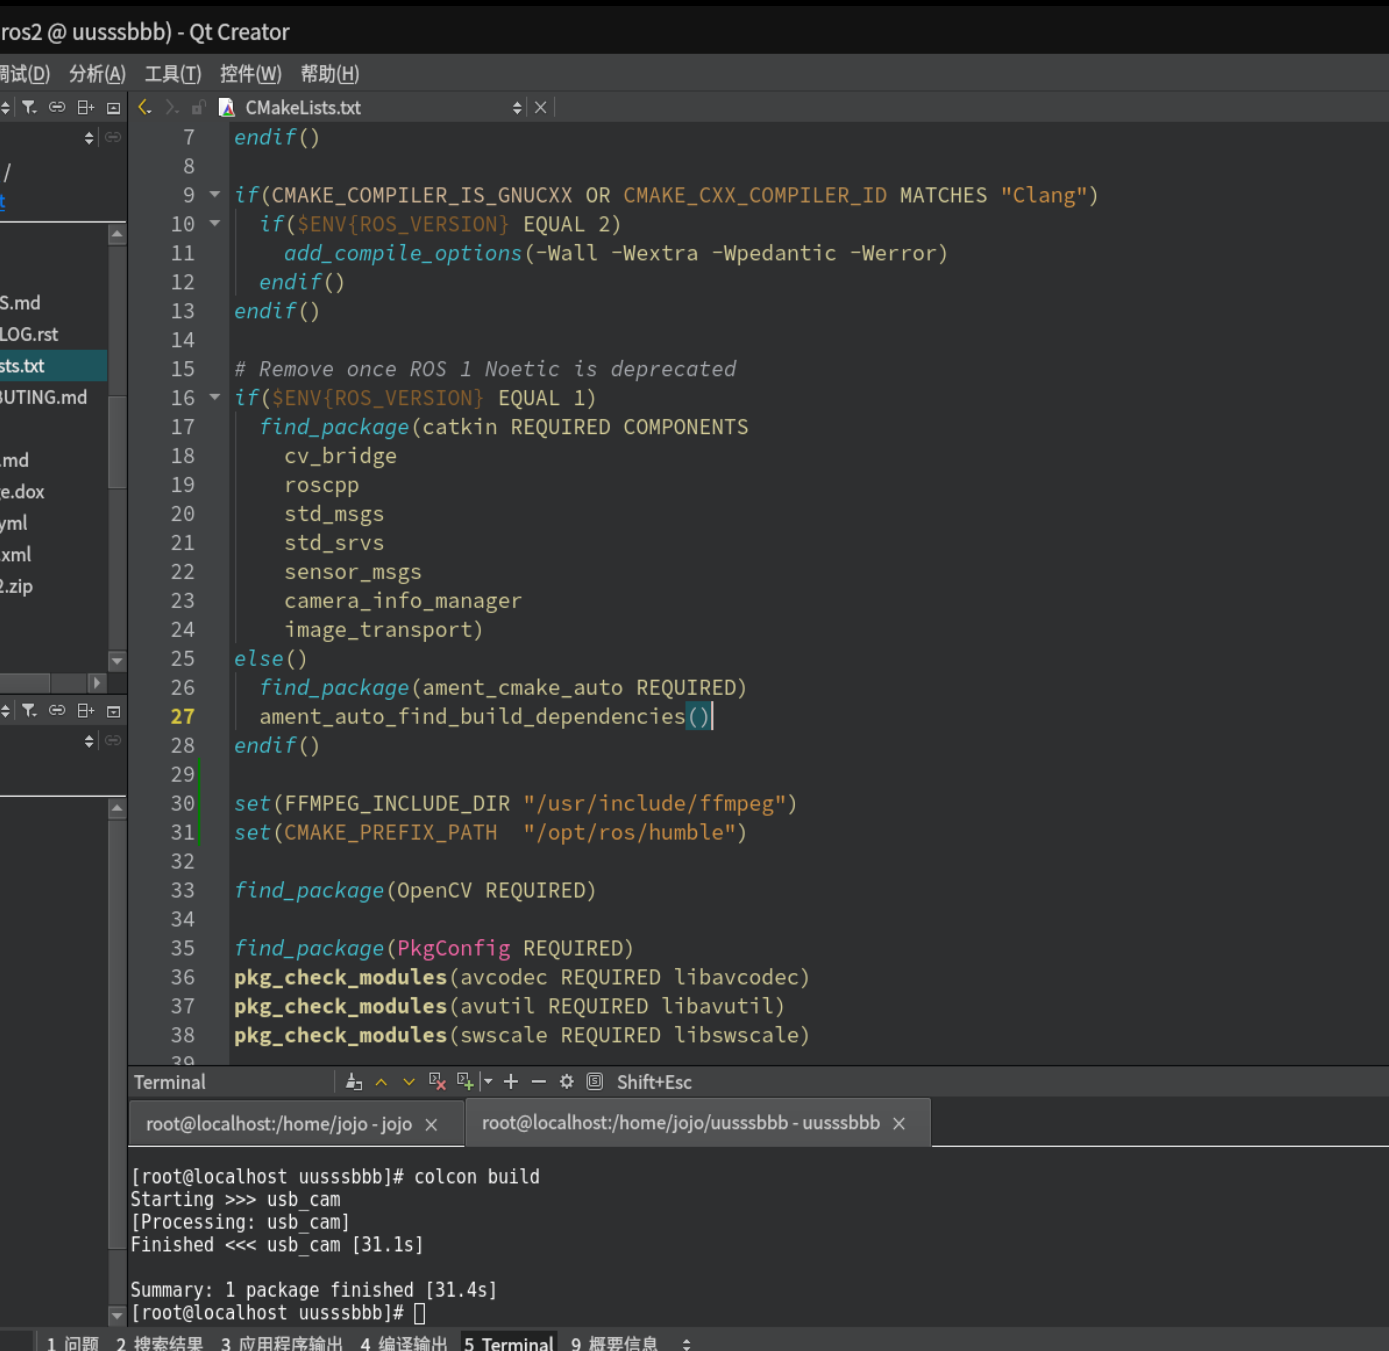 ros2 @ uusssbbb) - Qt Creator
调试(D) 分析(A) 工具(T) 控件(W) 帮助(H)
CMakeLists.txt
/
t
S.md
LOG.rst
sts.txt
BUTING.md
.md
e.dox
yml
.xml
2.zip
7 endif()
8
9 if(CMAKE_COMPILER_IS_GNUCXX OR CMAKE_CXX_COMPILER_ID MATCHES "Clang")
10 if($ENV{ROS_VERSION} EQUAL 2)
11 add_compile_options(-Wall -Wextra -Wpedantic -Werror)
12 endif()
13 endif()
14
15 # Remove once ROS 1 Noetic is deprecated
16 if($ENV{ROS_VERSION} EQUAL 1)
17 find_package(catkin REQUIRED COMPONENTS
18 cv_bridge
19 roscpp
20 std_msgs
21 std_srvs
22 sensor_msgs
23 camera_info_manager
24 image_transport)
25 else()
26 find_package(ament_cmake_auto REQUIRED)
27 ament_auto_find_build_dependencies()
28 endif()
29
30 set(FFMPEG_INCLUDE_DIR "/usr/include/ffmpeg")
31 set(CMAKE_PREFIX_PATH  "/opt/ros/humble")
32
33 find_package(OpenCV REQUIRED)
34
35 find_package(PkgConfig REQUIRED)
36 pkg_check_modules(avcodec REQUIRED libavcodec)
37 pkg_check_modules(avutil REQUIRED libavutil)
38 pkg_check_modules(swscale REQUIRED libswscale)
39
Terminal Shift+Esc
root@localhost:/home/jojo - jojo root@localhost:/home/jojo/uusssbbb - uusssbbb
[root@localhost uusssbbb]# colcon build
Starting >>> usb_cam
[Processing: usb_cam]
Finished <<< usb_cam [31.1s]
Summary: 1 package finished [31.4s]
[root@localhost uusssbbb]#
1 问题 2 搜索结果 3 应用程序输出 4 编译输出 5 Terminal 9 概要信息